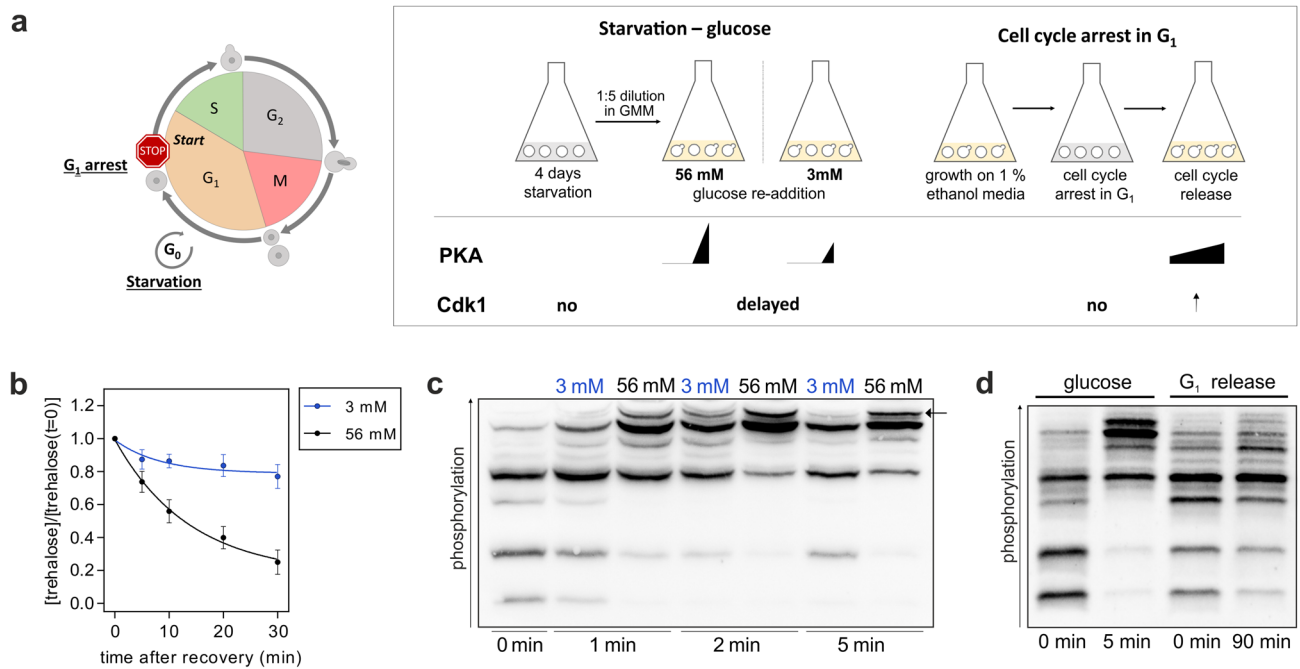 a
S
G2
Start
STOP
G1 arrest
G1
M
G0
Starvation
Starvation – glucose
Cell cycle arrest in G1
1:5 dilution
in GMM
4 days
starvation
56 mM
3mM
glucose re-addition
growth on 1 %
ethanol media
cell cycle
arrest in G1
cell cycle
release
PKA
Cdk1
no
delayed
no
b
[trehalose]/[trehalose(t=0)]
1.2
1.0
0.8
0.6
0.4
0.2
0.0
0
10
20
30
time after recovery (min)
3 mM
56 mM
c
3 mM
56 mM
3 mM
56 mM
3 mM
56 mM
phosphorylation
0 min
1 min
2 min
5 min
d
glucose
G1 release
phosphorylation
0 min
5 min
0 min
90 min